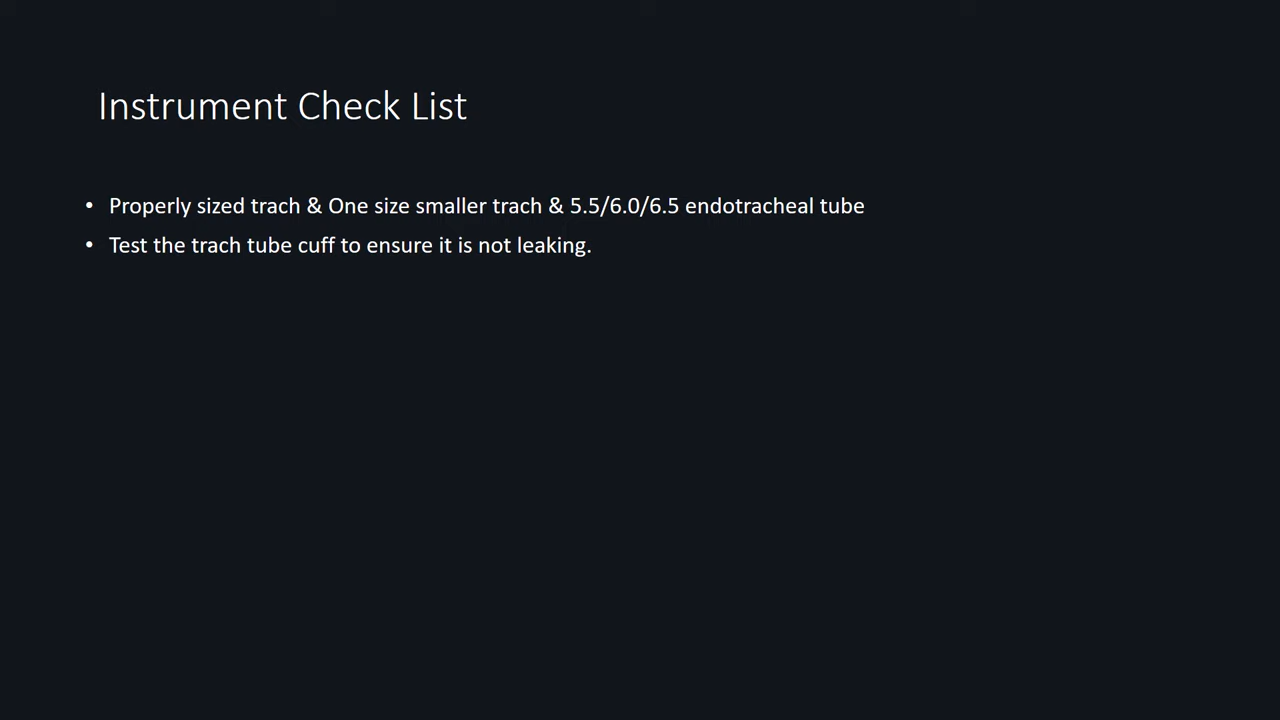 Instrument Check List
• Properly sized trach & One size smaller trach & 5.5/6.0/6.5 endotracheal tube
• Test the trach tube cuff to ensure it is not leaking.